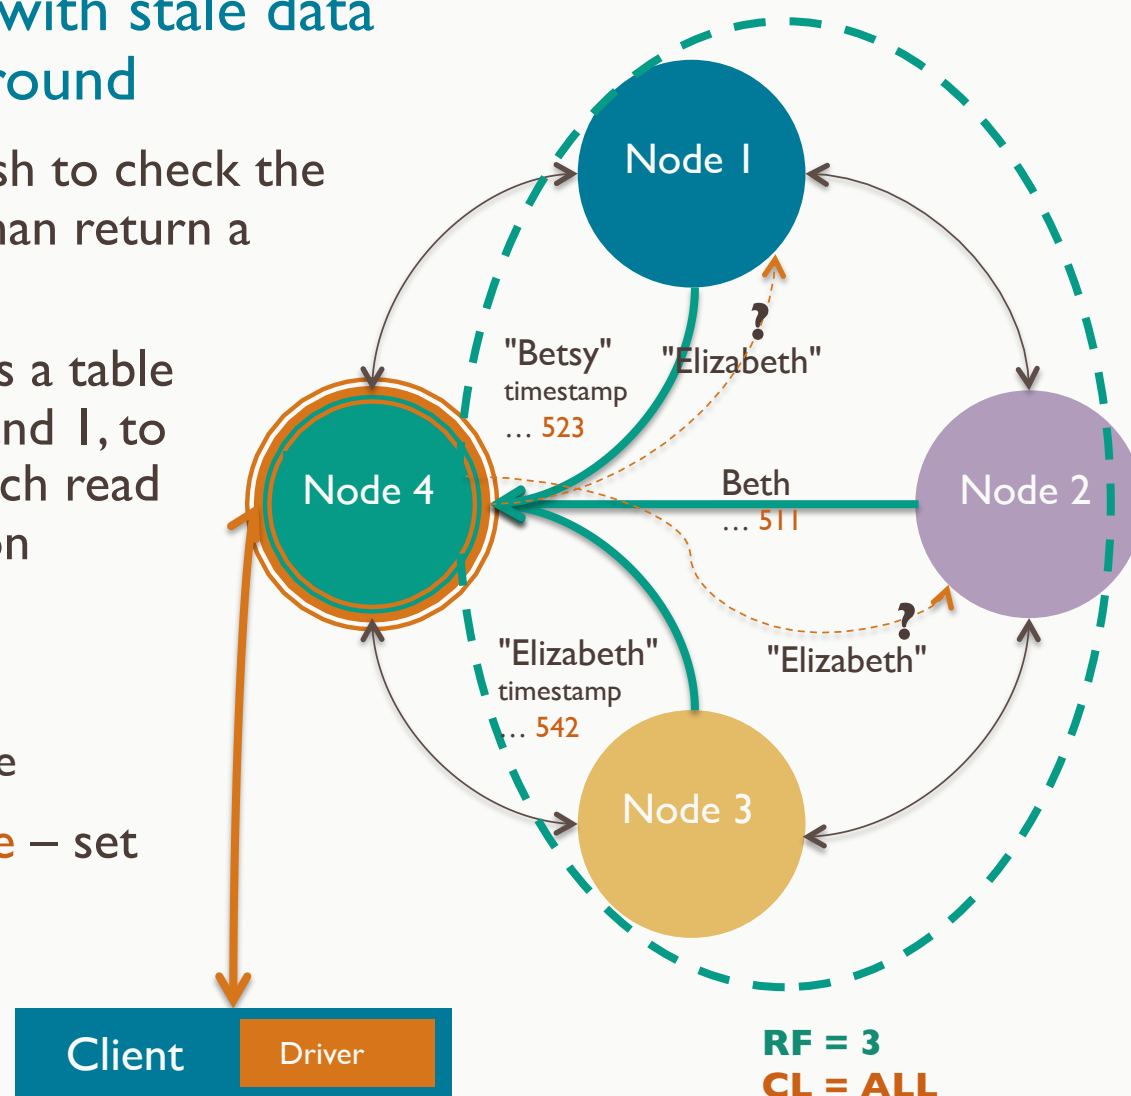 with stale data
round
sh to check the
han return a
s a table
nd 1, to
ch read
on
e
e – set
Node 1
?
"Elizabeth"
"Betsy"
timestamp
… 523
Node 4
Beth
… 511
Node 2
?
"Elizabeth"
"Elizabeth"
timestamp
… 542
Node 3
Client
Driver
RF = 3
CL = ALL